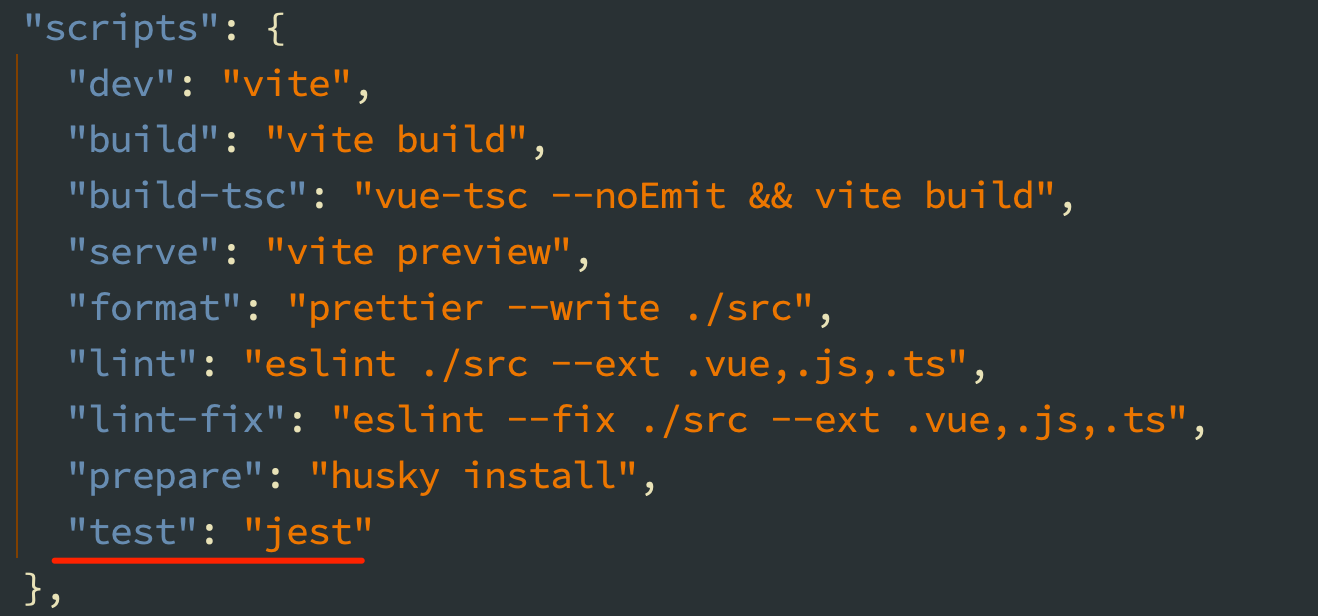 "scripts": {
"dev": "vite",
"build": "vite build",
"build-tsc": "vue-tsc --noEmit && vite build",
"serve": "vite preview",
"format": "prettier --write ./src",
"lint": "eslint ./src --ext .vue,.js,.ts",
"lint-fix": "eslint --fix ./src --ext .vue,.js,.ts",
"prepare": "husky install",
"test": "jest"
},